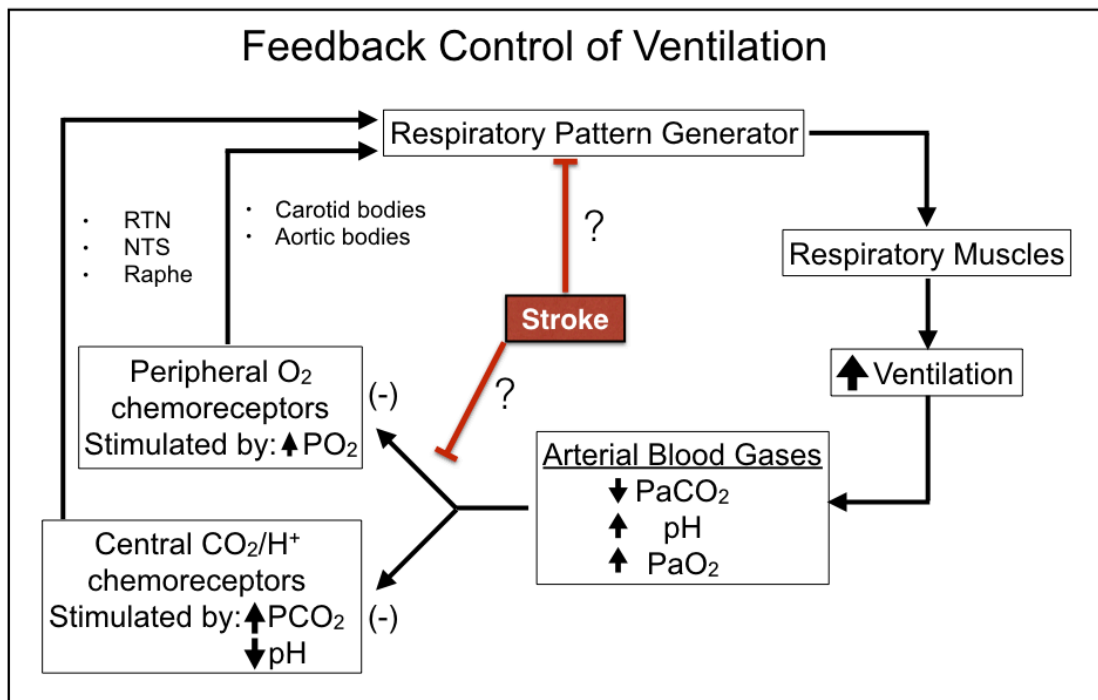 Feedback Control of Ventilation
Respiratory Pattern Generator
· RTN
· NTS
· Raphe
· Carotid bodies
· Aortic bodies
?
Respiratory Muscles
Stroke
?
Peripheral O₂
chemoreceptors
Stimulated by: ↑ PO₂
(-)
↑ Ventilation
Arterial Blood Gases
↓ PaCO₂
↑ pH
↑ PaO₂
Central CO₂/H⁺
chemoreceptors
Stimulated by: ↑ PCO₂
↓ pH
(-)